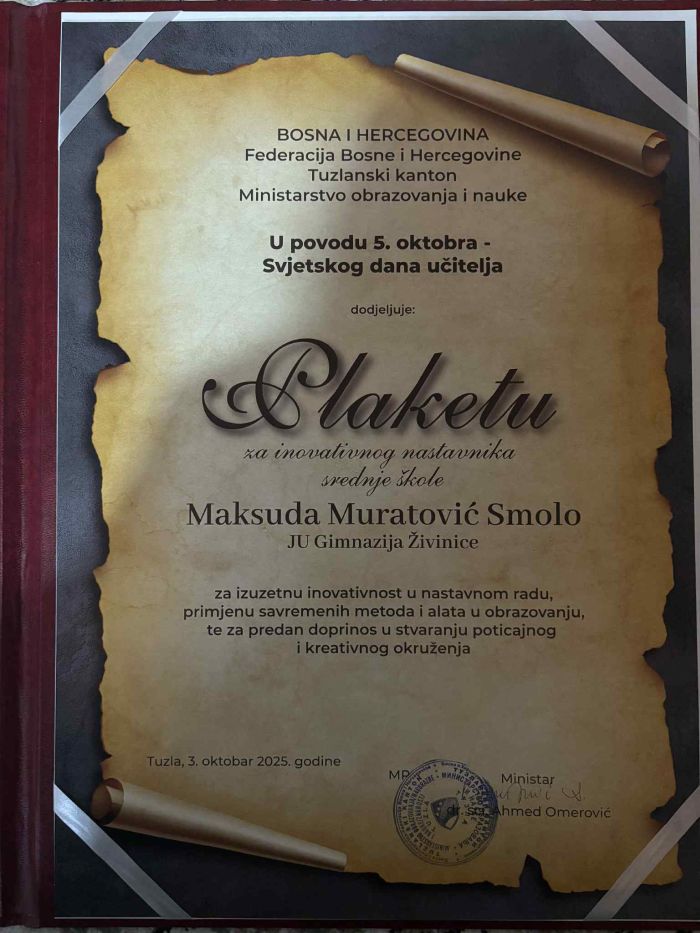 BOSNA I HERCEGOVINA
Federacija Bosne i Hercegovine
Tuzlanski kanton
Ministarstvo obrazovanja i nauke
U povodu 5. oktobra -
Svjetskog dana učitelja
dodjeljuje:
Plaketu
za inovativnog nastavnika
srednje škole
Maksuda Muratović Smolo
JU Gimnazija Živinice
za izuzetnu inovativnost u nastavnom radu,
primjenu savremenih metoda i alata u obrazovanju,
te za predan doprinos u stvaranju poticajnog
i kreativnog okruženja
Tuzla, 3. oktobar 2025. godine
Ministar
dr. sci. Ahmed Omerović